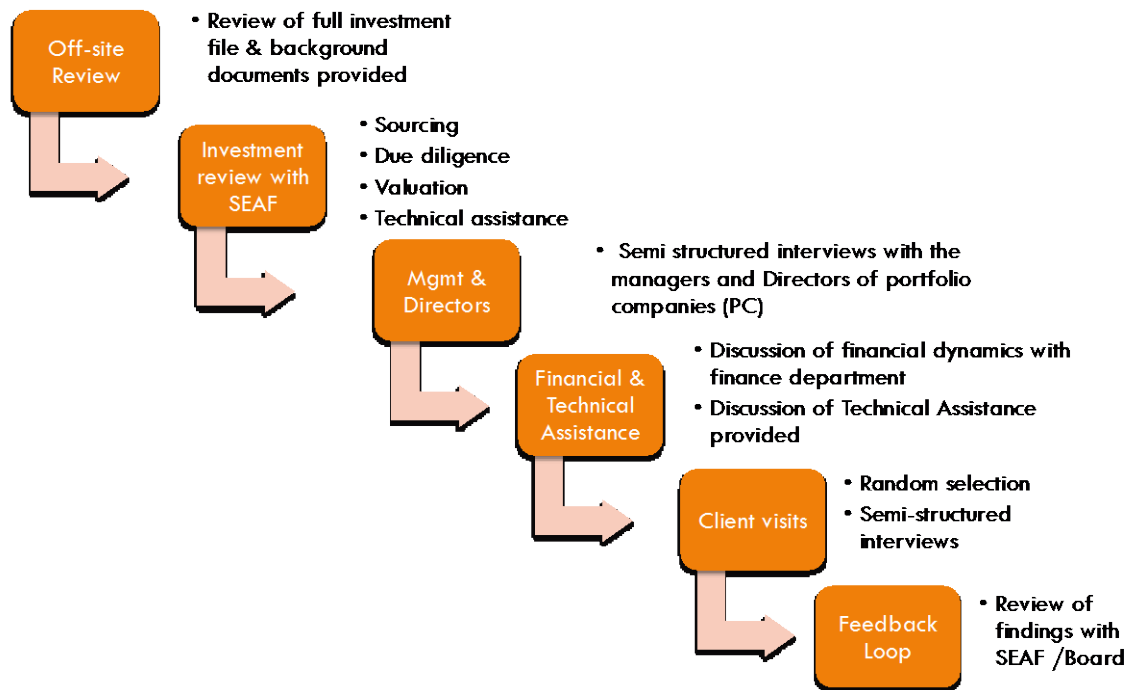 Off-site
Review
• Review of full investment
file & background
documents provided
Investment
review with
SEAF
• Sourcing
• Due diligence
• Valuation
• Technical assistance
Mgmt &
Directors
• Semi structured interviews with the
managers and Directors of portfolio
companies (PC)
Financial &
Technical
Assistance
• Discussion of financial dynamics with
finance department
• Discussion of Technical Assistance
provided
Client visits
• Random selection
• Semi-structured
interviews
Feedback
Loop
• Review of
findings with
SEAF /Board